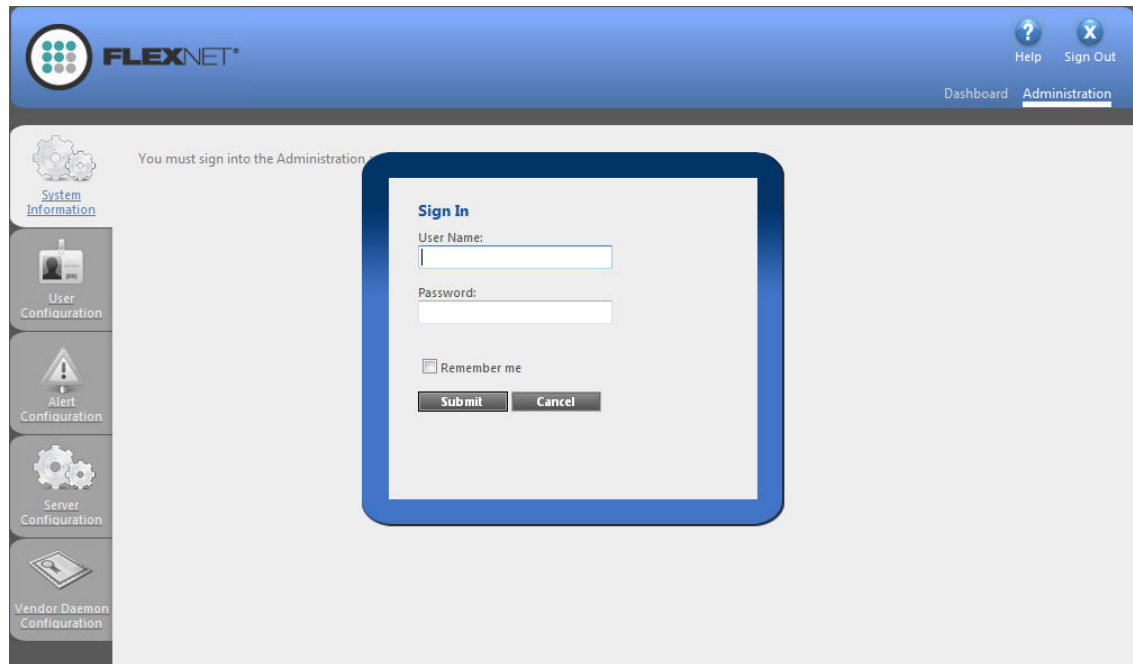 FLEXNET®
Help
Sign Out
Dashboard
Administration
System
Information
You must sign into the Administration
User
Configuration
Alert
Configuration
Server
Configuration
Vendor Daemon
Configuration
Sign In
User Name:
Password:
Remember me
Submit
Cancel